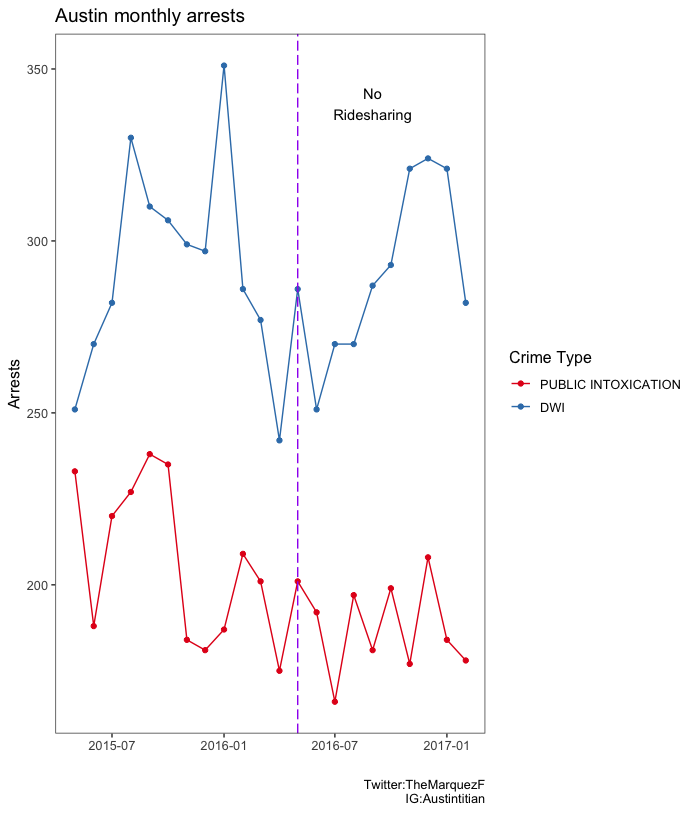 Austin monthly arrests
350
300
250
200
Arrests
No
Ridesharing
Crime Type
PUBLIC INTOXICATION
DWI
2015-07
2016-01
2016-07
2017-01
Twitter:TheMarquezF
IG:Austintitian